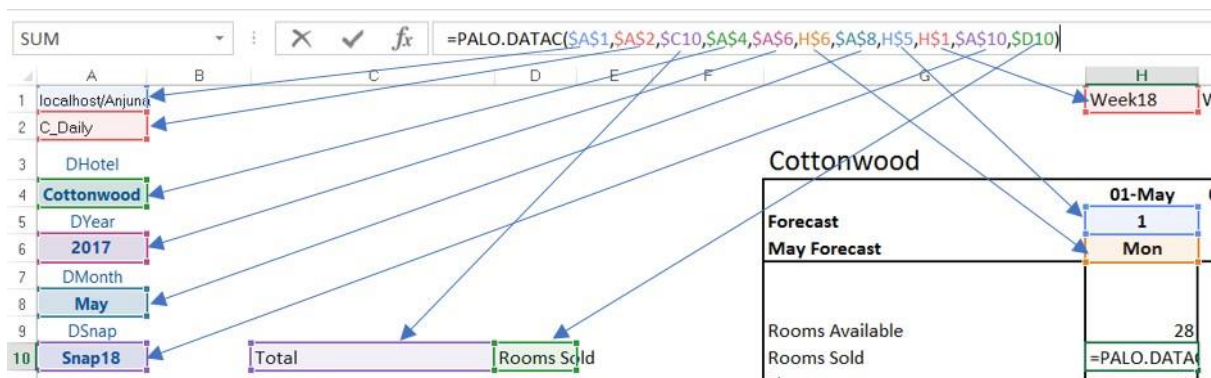 SUM fx =PALO.DATAC($A$1,$A$2,$C10,$A$4,$A$6,H$6,$A$8,H$5,H$1,$A$10,$D10)
A B C D E F G H
1 localhost/Anjuna Week18
2 C_Daily
3 DHotel Cottonwood
4 Cottonwood 01-May
5 DYear Forecast 1
6 2017 May Forecast Mon
7 DMonth
8 May
9 DSnap Rooms Available 28
10 Snap18 Total Rooms Sold Rooms Sold =PALO.DATA